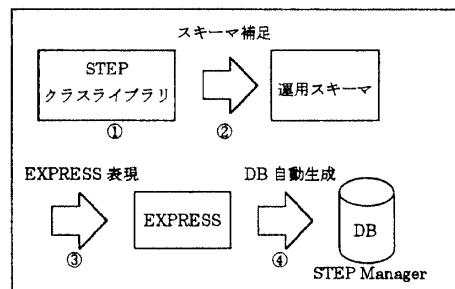 スキーマ補足
STEP
クラスライブラリ
運用スキーマ
①
②
EXPRESS 表現
DB 自動生成
EXPRESS
DB
③
④
STEP Manager